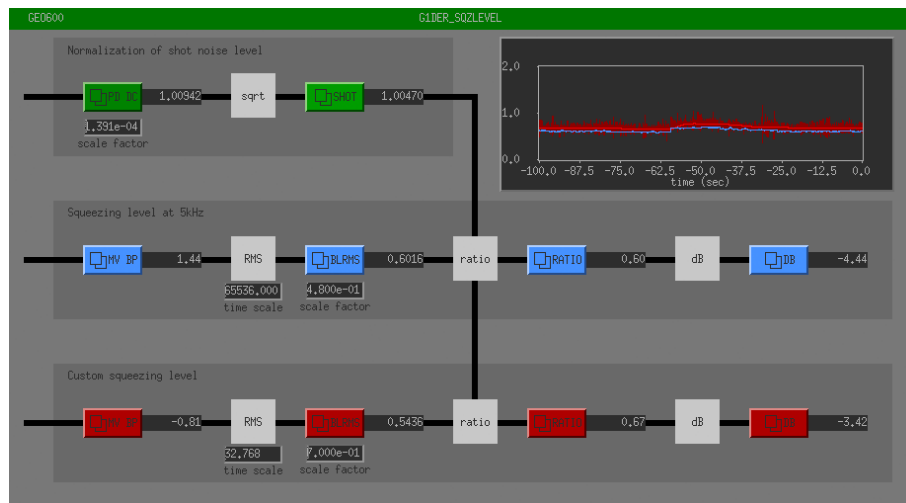 GEO600 G1DER_SQZLEVEL
Normalization of shot noise level
PD DC 1.00942 sqrt SHOT 1.00470
1.391e-04
scale factor
2.0
1.0
0.0
-100.0 -87.5 -75.0 -62.5 -50.0 -37.5 -25.0 -12.5 0.0
time (sec)
Squeezing level at 5kHz
MV BP 1.44 RMS BLRMS 0.6016 ratio RATIO 0.60 dB DB -4.44
65536.000 4.800e-01
time scale scale factor
Custom squeezing level
MV BP -0.81 RMS BLRMS 0.5436 ratio RATIO 0.67 dB DB -3.42
32.768 7.000e-01
time scale scale factor